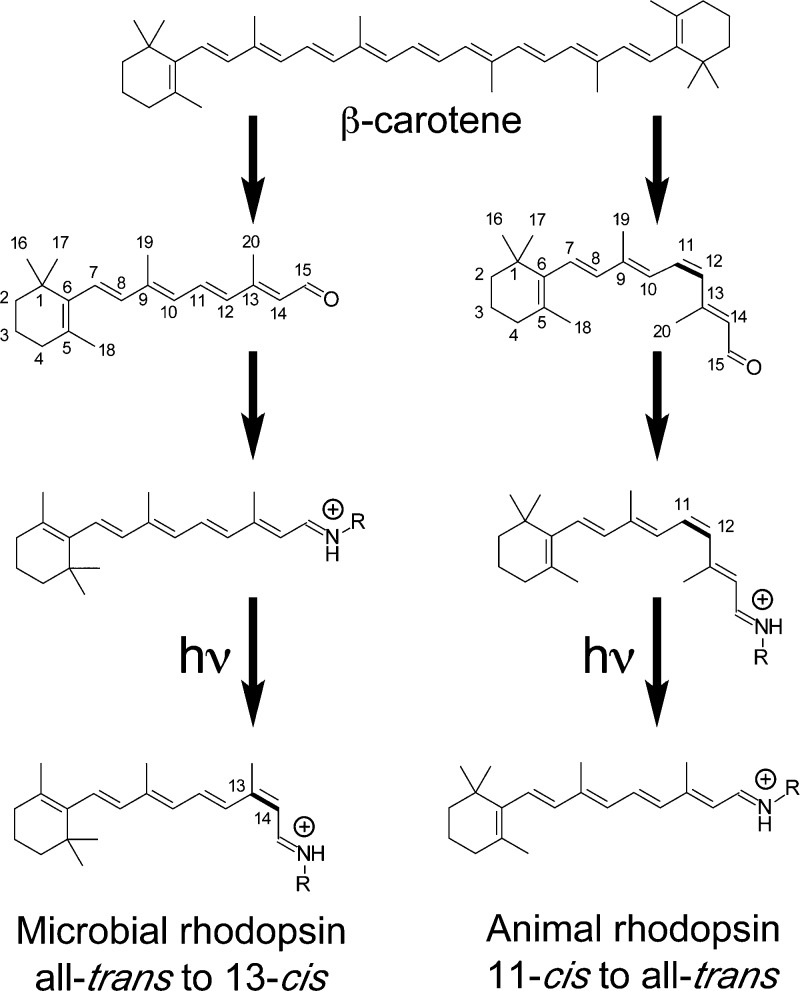 β-carotene
16 17 19 20
7 15
2 1 6 8 O
9 11 13
3 10 12 14
5
4 18
16 17 19
7 11
8 12
2 1 6
9 10 13
3 14
5 20
4 18
15 O
⊕
R
N
H
11
12
⊕
NH
R
hν
hν
13
14
⊕
NH
R
⊕
R
N
H
Microbial rhodopsin
all-trans to 13-cis
Animal rhodopsin
11-cis to all-trans